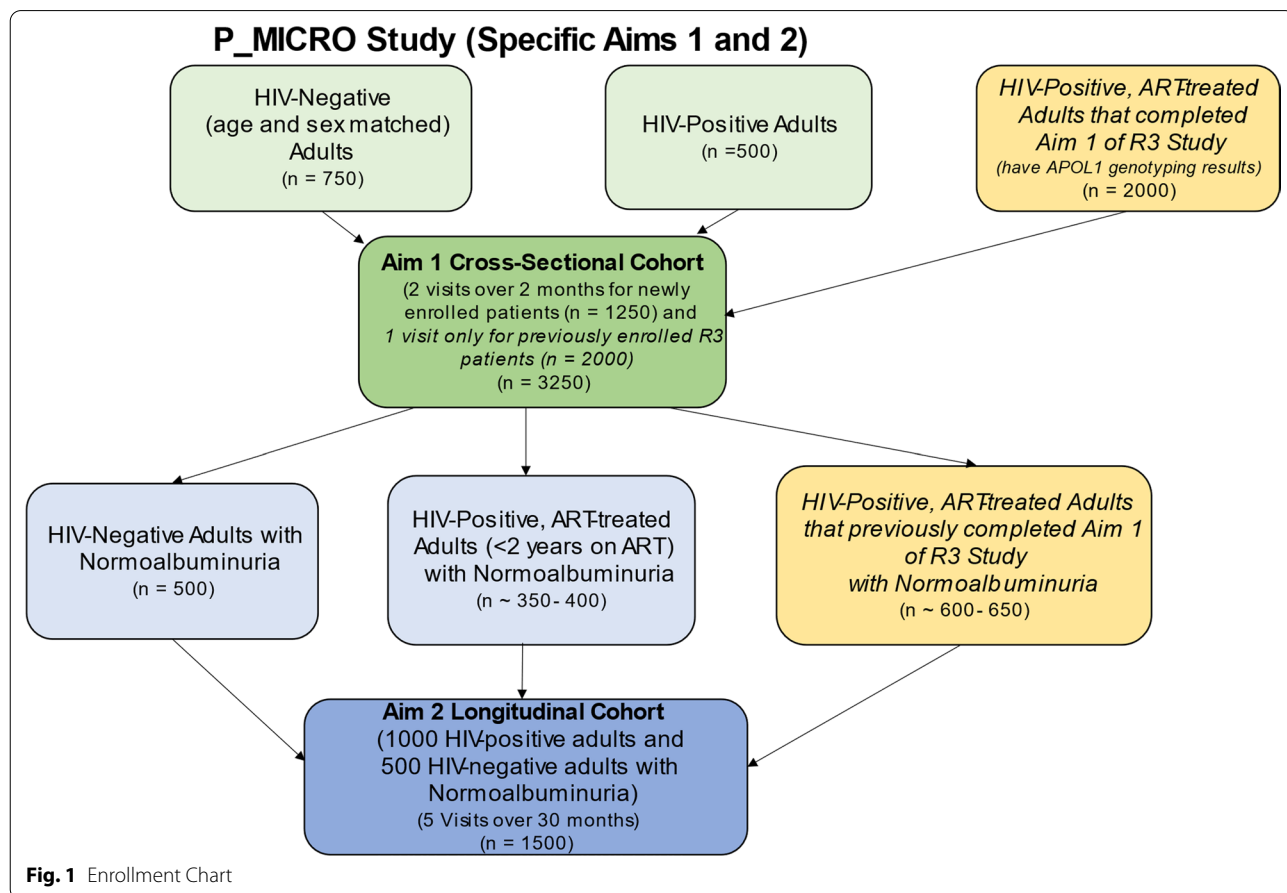 P_MICRO Study (Specific Aims 1 and 2)
HIV-Negative
(age and sex matched)
Adults
(n = 750)
HIV-Positive Adults
(n =500)
HIV-Positive, ART-treated
Adults that completed
Aim 1 of R3 Study
(have APOL1 genotyping results)
(n = 2000)
Aim 1 Cross-Sectional Cohort
(2 visits over 2 months for newly
enrolled patients (n = 1250) and
1 visit only for previously enrolled R3
patients (n = 2000)
(n = 3250)
HIV-Negative Adults with
Normoalbuminuria
(n = 500)
HIV-Positive, ART-treated
Adults (<2 years on ART)
with Normoalbuminuria
(n ~ 350- 400)
HIV-Positive, ART-treated Adults
that previously completed Aim 1
of R3 Study
with Normoalbuminuria
(n ~ 600- 650)
Aim 2 Longitudinal Cohort
(1000 HIV-positive adults and
500 HIV-negative adults with
Normoalbuminuria)
(5 Visits over 30 months)
(n = 1500)
Fig. 1 Enrollment Chart